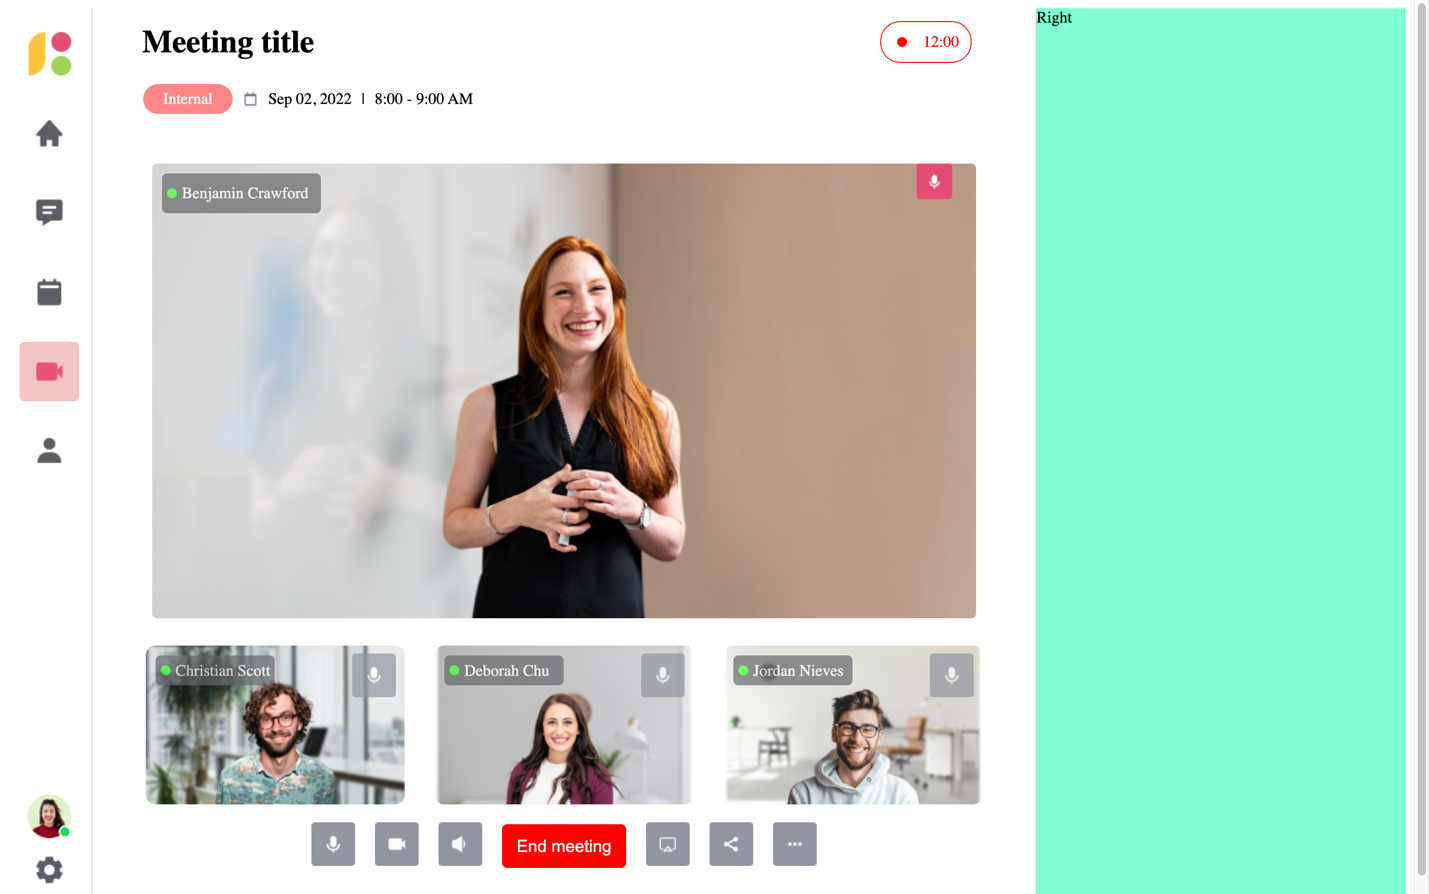 Meeting title
12:00
Internal
Sep 02, 2022 | 8:00 - 9:00 AM
Right
Benjamin Crawford
Christian Scott
Deborah Chu
Jordan Nieves
End meeting